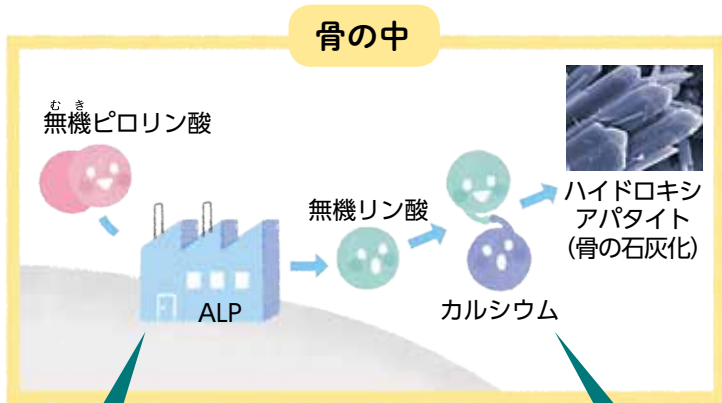 骨の中
むき
無機ピロリン酸
無機リン酸
ALP
カルシウム
ハイドロキシ
アパタイト
(骨の石灰化)